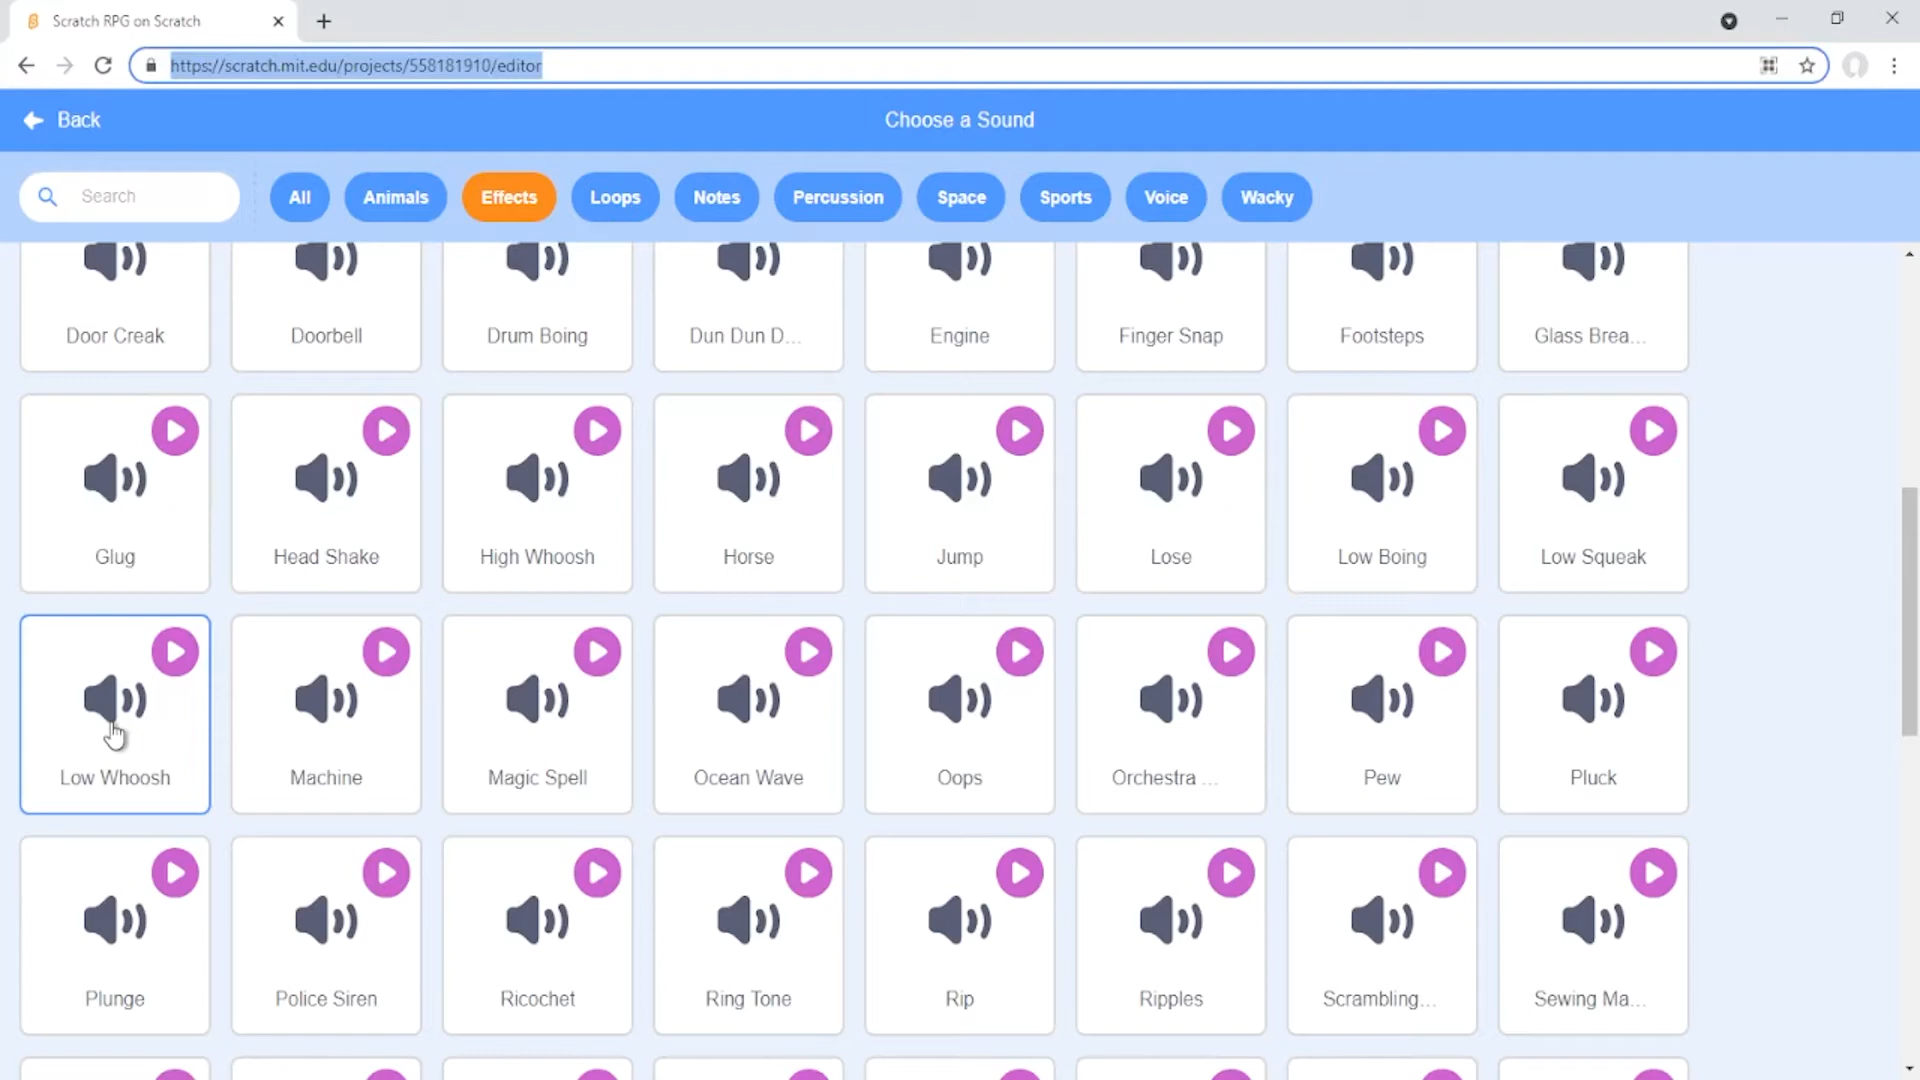 Scratch RPG on Scratch
https://scratch.mit.edu/projects/558181910/editor
Back
Choose a Sound
Search
All
Animals
Effects
Loops
Notes
Percussion
Space
Sports
Voice
Wacky
Door Creak
Doorbell
Drum Boing
Dun Dun D...
Engine
Finger Snap
Footsteps
Glass Brea...
Glug
Head Shake
High Whoosh
Horse
Jump
Lose
Low Boing
Low Squeak
Low Whoosh
Machine
Magic Spell
Ocean Wave
Oops
Orchestra ...
Pew
Pluck
Plunge
Police Siren
Ricochet
Ring Tone
Rip
Ripples
Scrambling...
Sewing Ma...